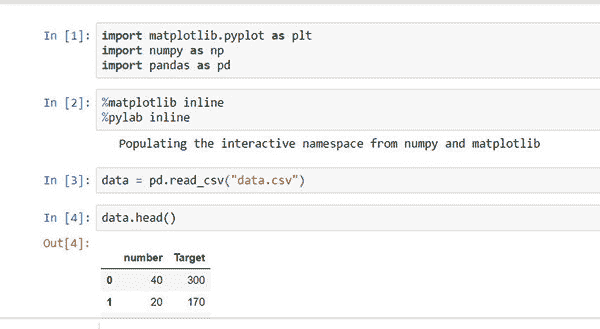 In [1]: import matplotlib.pyplot as plt
import numpy as np
import pandas as pd
In [2]: %matplotlib inline
%pylab inline
Populating the interactive namespace from numpy and matplotlib
In [3]: data = pd.read_csv("data.csv")
In [4]: data.head()
Out[4]:
number Target
0 40 300
1 20 170